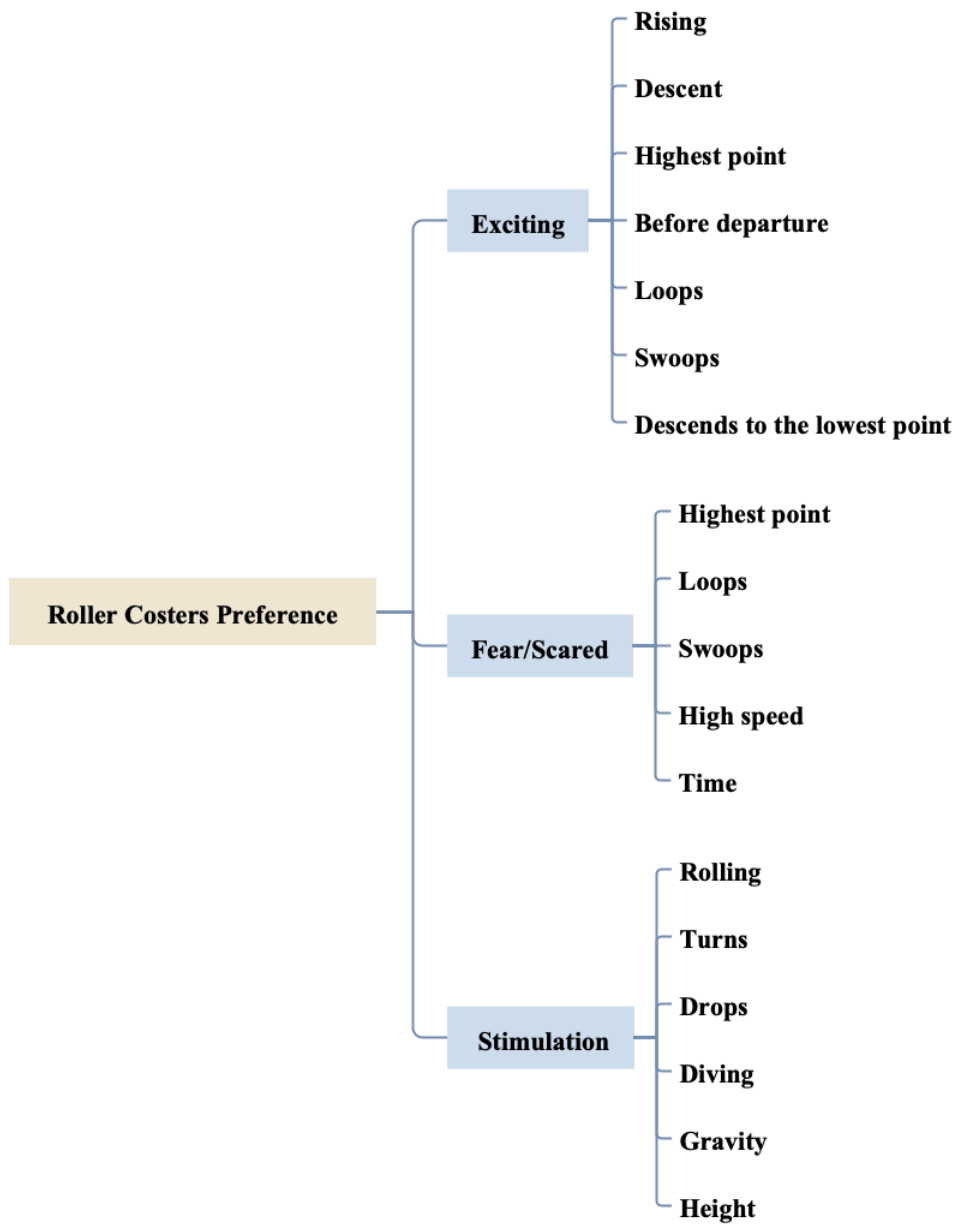 Rising
Descent
Highest point
Exciting
Before departure
Loops
Swoops
Descends to the lowest point
Roller Costers Preference
Highest point
Loops
Fear/Scared
Swoops
High speed
Time
Rolling
Turns
Drops
Stimulation
Diving
Gravity
Height